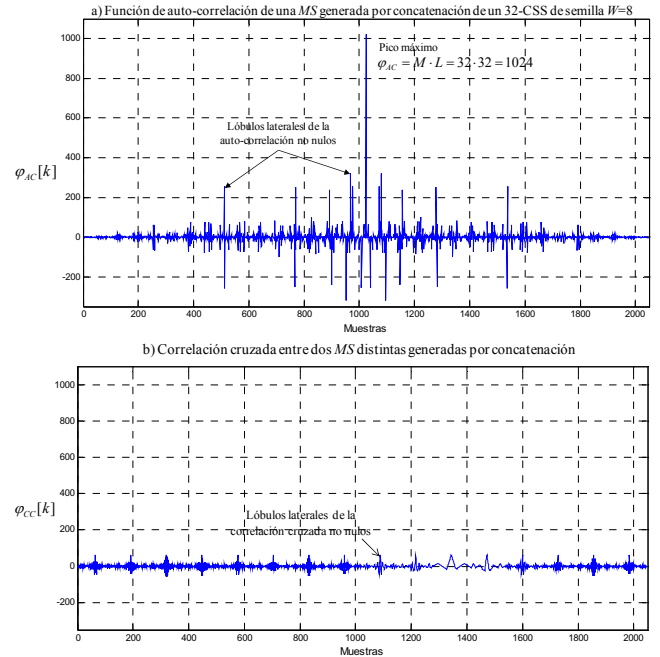 a) Función de auto-correlación de una MS generada por concatenación de un 32-CSS de semilla W=8
1000
800
600
400
200
0
-200
φAC[k]
Pico máximo
φAC = M · L = 32 · 32 = 1024
Lóbulos laterales de la
auto-correlación no nulos
0 200 400 600 800 1000 1200 1400 1600 1800 2000
Muestras
b) Correlación cruzada entre dos MS distintas generadas por concatenación
1000
800
600
400
200
0
-200
φCC[k]
Lóbulos laterales de la
correlación cruzada no nulos
0 200 400 600 800 1000 1200 1400 1600 1800 2000
Muestras